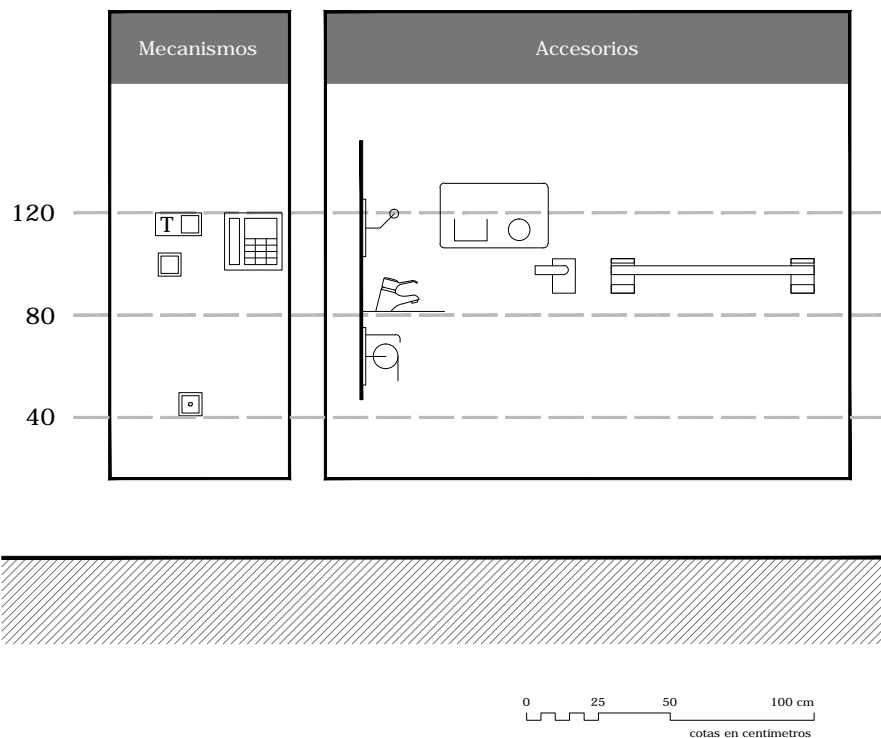 Mecanismos
Accesorios
120
T
80
40
0 25 50 100 cm
cotas en centímetros